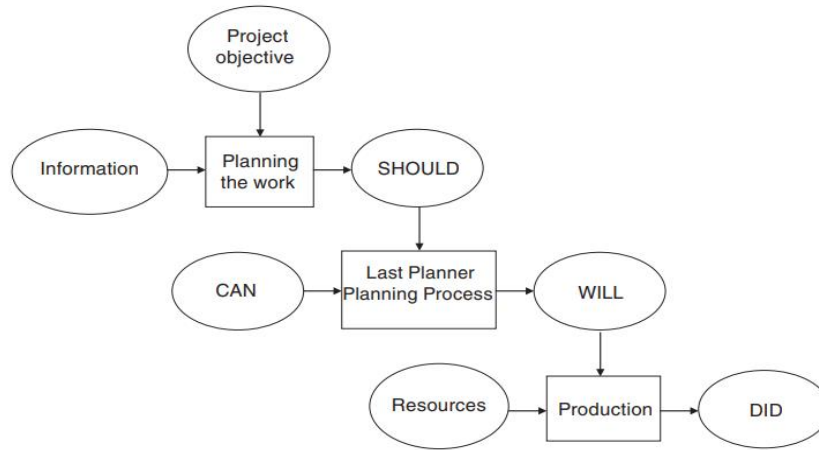 Project
objective
Information
Planning
the work
SHOULD
CAN
Last Planner
Planning Process
WILL
Resources
Production
DID